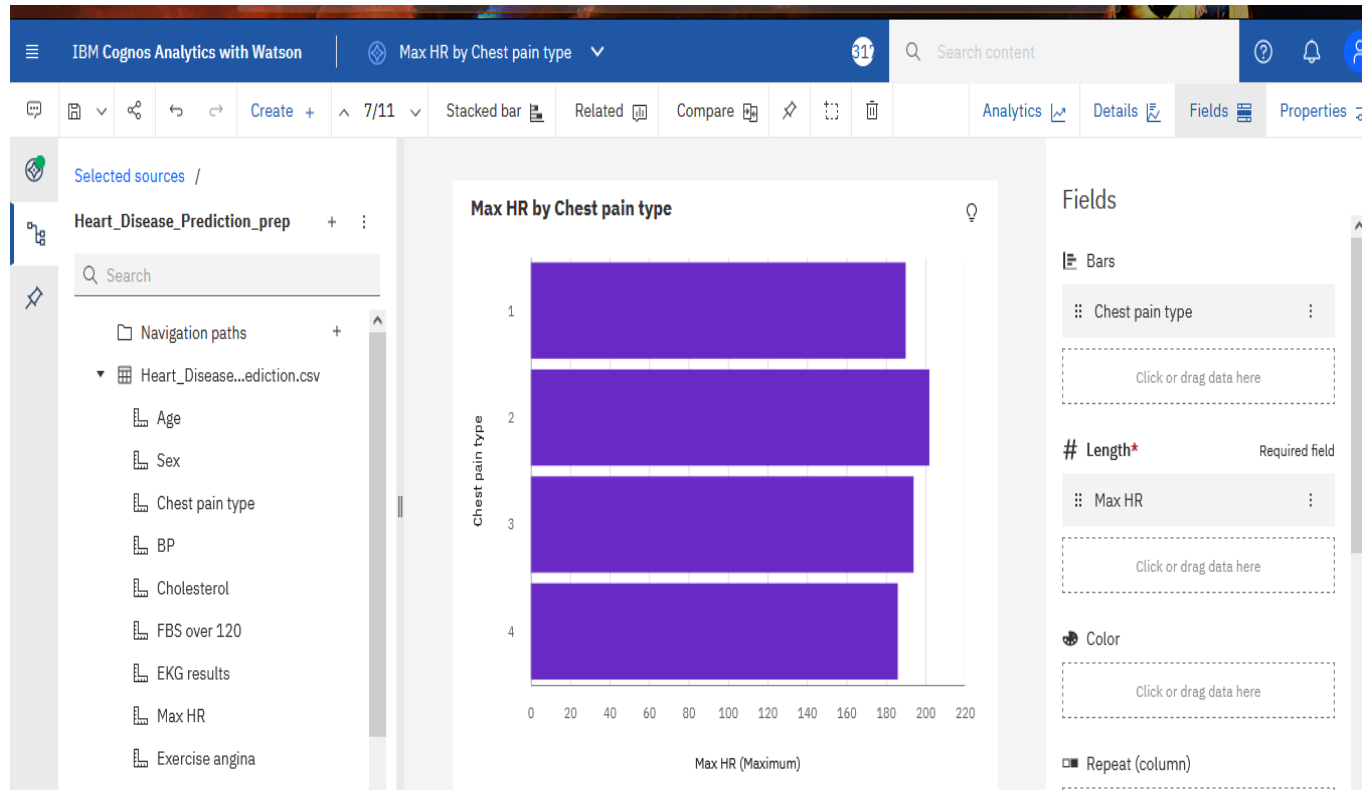 IBM Cognos Analytics with Watson
Max HR by Chest pain type
317
Search content
Create +
7/11
Stacked bar
Related
Compare
Analytics
Details
Fields
Properties
Selected sources /
Heart_Disease_Prediction_prep
Search
Navigation paths
Heart_Disease...ediction.csv
Age
Sex
Chest pain type
BP
Cholesterol
FBS over 120
EKG results
Max HR
Exercise angina
Max HR by Chest pain type
Chest pain type
1
2
3
4
0 20 40 60 80 100 120 140 160 180 200 220
Max HR (Maximum)
Fields
Bars
Chest pain type
Click or drag data here
# Length* Required field
Max HR
Click or drag data here
Color
Click or drag data here
Repeat (column)